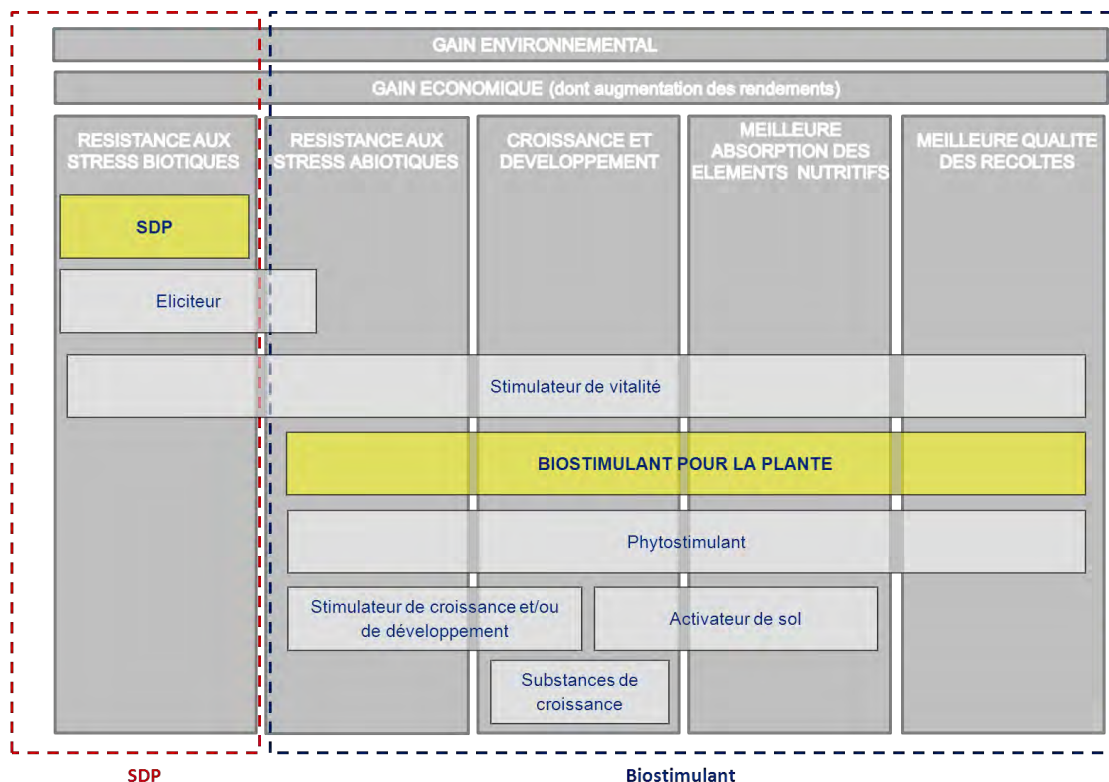 GAIN ENVIRONNEMENTAL
GAIN ECONOMIQUE (dont augmentation des rendements)
RESISTANCE AUX
STRESS BIOTIQUES
RESISTANCE AUX
STRESS ABIOTIQUES
CROISSANCE ET
DEVELOPPEMENT
MEILLEURE
ABSORPTION DES
ELEMENTS NUTRITIFS
MEILLEURE QUALITE
DES RECOLTES
SDP
Eliciteur
Stimulateur de vitalité
BIOSTIMULANT POUR LA PLANTE
Phytostimulant
Stimulateur de croissance et/ou
de développement
Activateur de sol
Substances de
croissance
SDP
Biostimulant